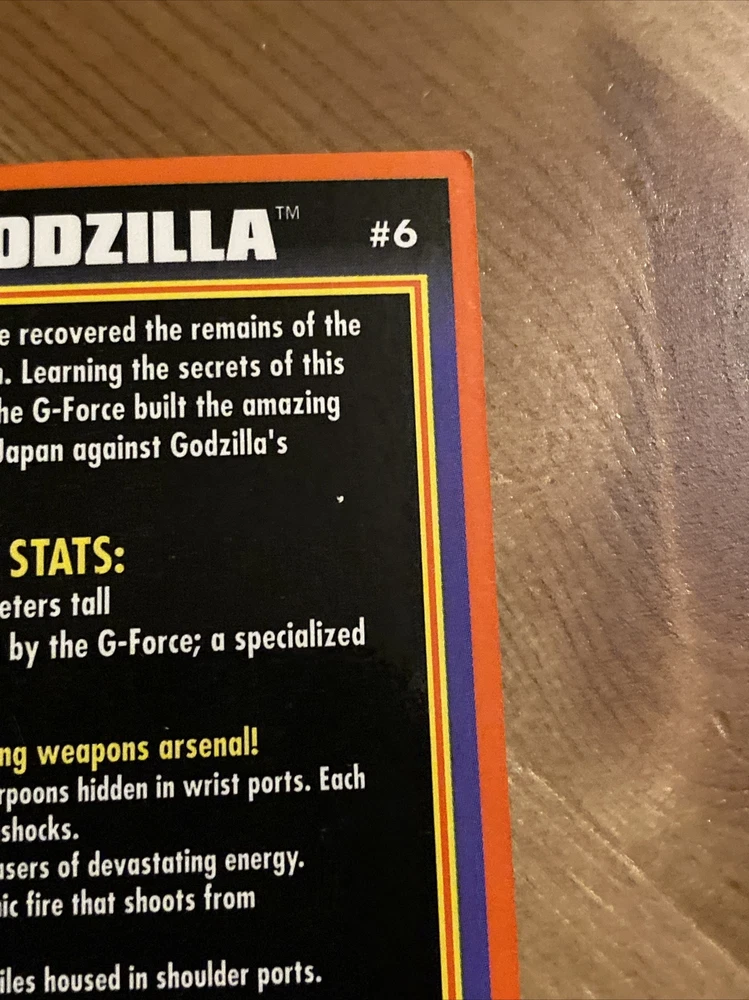 ODZILLA™ #6
e recovered the remains of the
. Learning the secrets of this
he G-Force built the amazing
Japan against Godzilla's
STATS:
eters tall
by the G-Force; a specialized
ng weapons arsenal!
rpoons hidden in wrist ports. Each
shocks.
asers of devastating energy.
ic fire that shoots from
iles housed in shoulder ports.